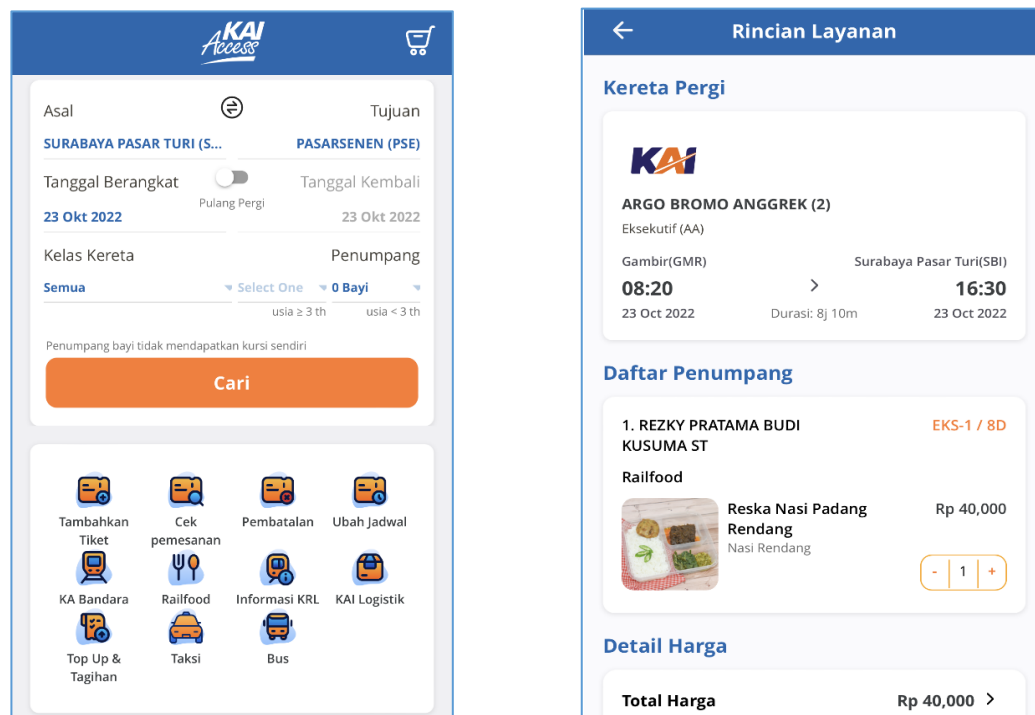 KAI
Access
Asal
Tujuan
SURABAYA PASAR TURI (S...
PASARSENEN (PSE)
Tanggal Berangkat
Tanggal Kembali
Pulang Pergi
23 Okt 2022
23 Okt 2022
Kelas Kereta
Penumpang
Semua
Select One
0 Bayi
usia ≥ 3 th
usia < 3 th
Penumpang bayi tidak mendapatkan kursi sendiri
Cari
Tambahkan Tiket
Cek pemesanan
Pembatalan
Ubah Jadwal
KA Bandara
Railfood
Informasi KRL
KAI Logistik
Top Up & Tagihan
Taksi
Bus
Rincian Layanan
Kereta Pergi
KAI
ARGO BROMO ANGGREK (2)
Eksekutif (AA)
Gambir(GMR)
Surabaya Pasar Turi(SBI)
08:20
>
16:30
23 Oct 2022
Durasi: 8j 10m
23 Oct 2022
Daftar Penumpang
1. REZKY PRATAMA BUDI
KUSUMA ST
EKS-1 / 8D
Railfood
Reska Nasi Padang
Rendang
Rp 40,000
Nasi Rendang
- 1 +
Detail Harga
Total Harga
Rp 40,000 >